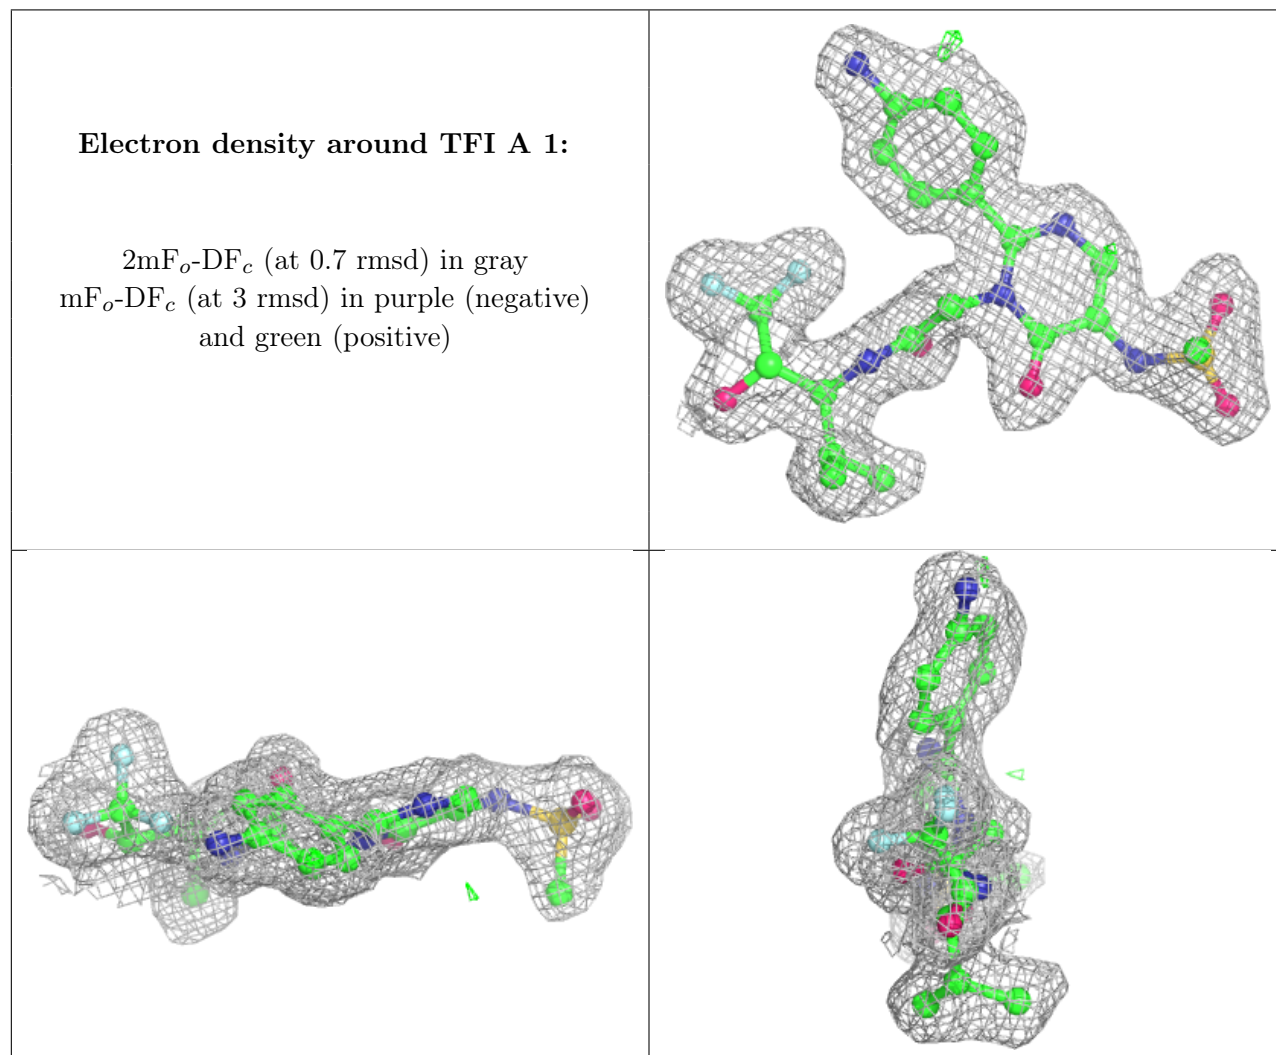 Electron density around TFI A 1:
2mFo-DFc (at 0.7 rmsd) in gray
mFo-DFc (at 3 rmsd) in purple (negative)
and green (positive)